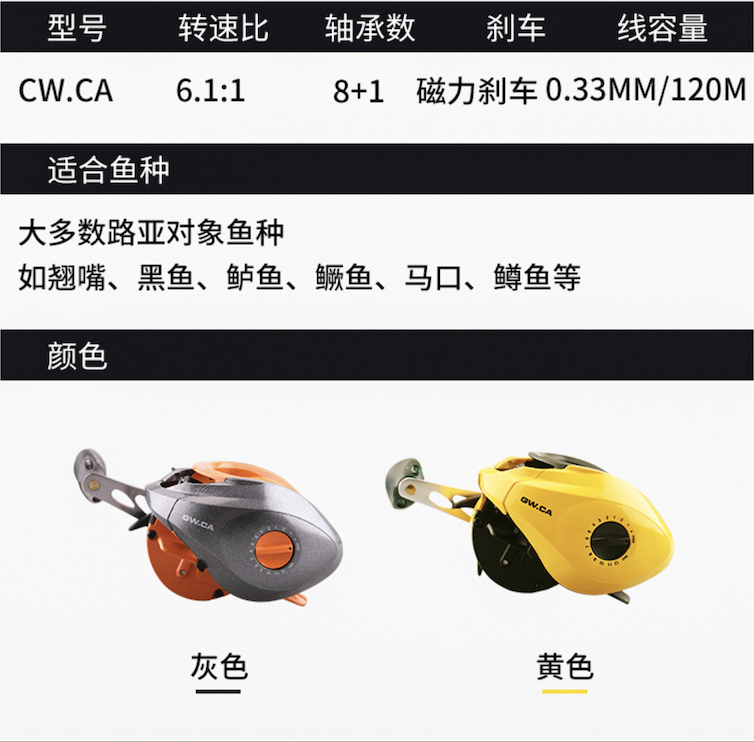 型号 转速比 轴承数 刹车 线容量
CW.CA 6.1:1 8+1 磁力刹车 0.33MM/120M
适合鱼种
大多数路亚对象鱼种
如翘嘴、黑鱼、鲈鱼、鳜鱼、马口、鳟鱼等
颜色
GW.CA GW.CA
灰色 黄色